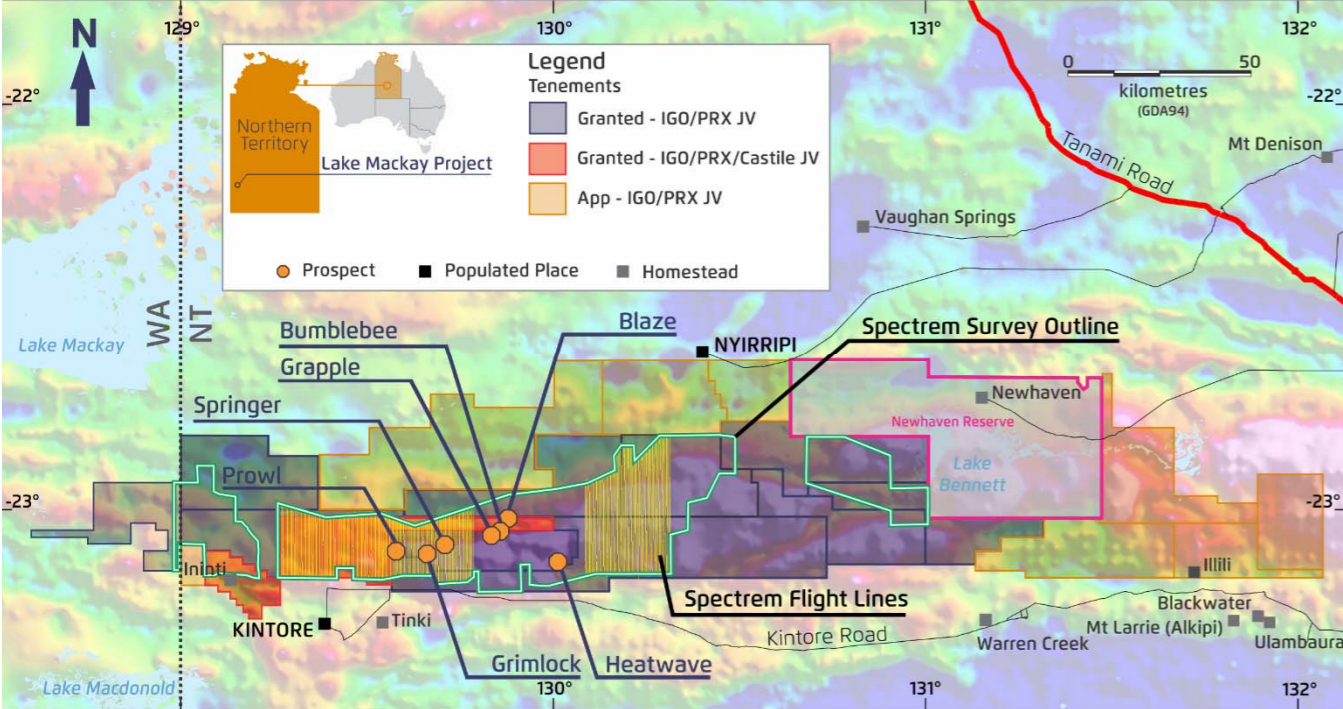 129°
130°
131°
132°
N
-22°
-22°
Northern
Territory
Lake Mackay Project
Legend
Tenements
Granted - IGO/PRX JV
Granted - IGO/PRX/Castile JV
App - IGO/PRX JV
Prospect
Populated Place
Homestead
0
50
kilometres
(GDA94)
Tanami Road
Mt Denison
Vaughan Springs
WA
NT
Lake Mackay
Bumblebee
Blaze
Grapple
Springer
Prowl
NYIRRIPI
Spectrem Survey Outline
Newhaven
Newhaven Reserve
Lake
Bennett
-23°
-23°
Ininti
KINTORE
Tinki
Grimlock
Heatwave
Spectrem Flight Lines
Kintore Road
Illili
Blackwater
Mt Larrie (Alkipi)
Ulambaura
Warren Creek
Lake Macdonold
129°
130°
131°
132°